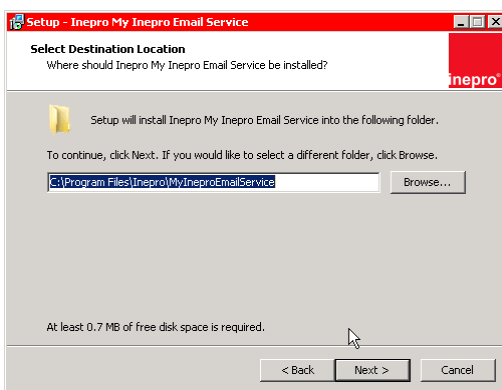 Setup - Inepro My Inepro Email Service
Select Destination Location
Where should Inepro My Inepro Email Service be installed?
inepro®
Setup will install Inepro My Inepro Email Service into the following folder.
To continue, click Next. If you would like to select a different folder, click Browse.
C:\Program Files\Inepro\MyIneproEmailService
Browse...
At least 0.7 MB of free disk space is required.
< Back
Next >
Cancel